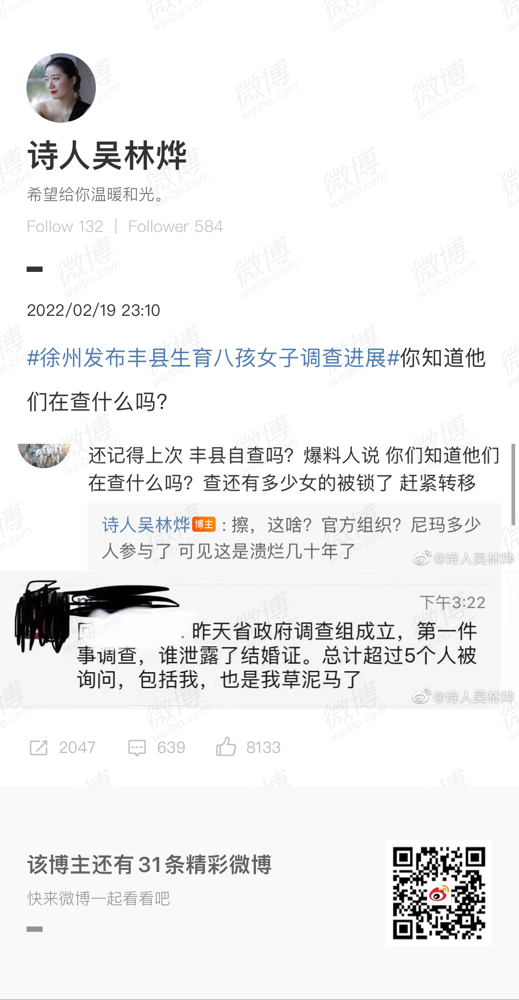 诗人吴林烨
希望给你温暖和光。
Follow 132 | Follower 584
2022/02/19 23:10
#徐州发布丰县生育八孩女子调查进展#你知道他
们在查什么吗?
还记得上次 丰县自查吗？爆料人说 你们知道他们
在查什么吗？查还有多少女的被锁了 赶紧转移
诗人吴林烨 博主 : 擦，这啥？官方组织？尼玛多少
人参与了 可见这是溃烂几十年了
@诗人吴林烨
下午3:22
昨天省政府调查组成立，第一件
事调查，谁泄露了结婚证。总计超过5个人被
询问，包括我，也是我草泥马了
@诗人吴林烨
2047 639 8133
该博主还有31条精彩微博
快来微博一起看看吧
微博
weibo.com